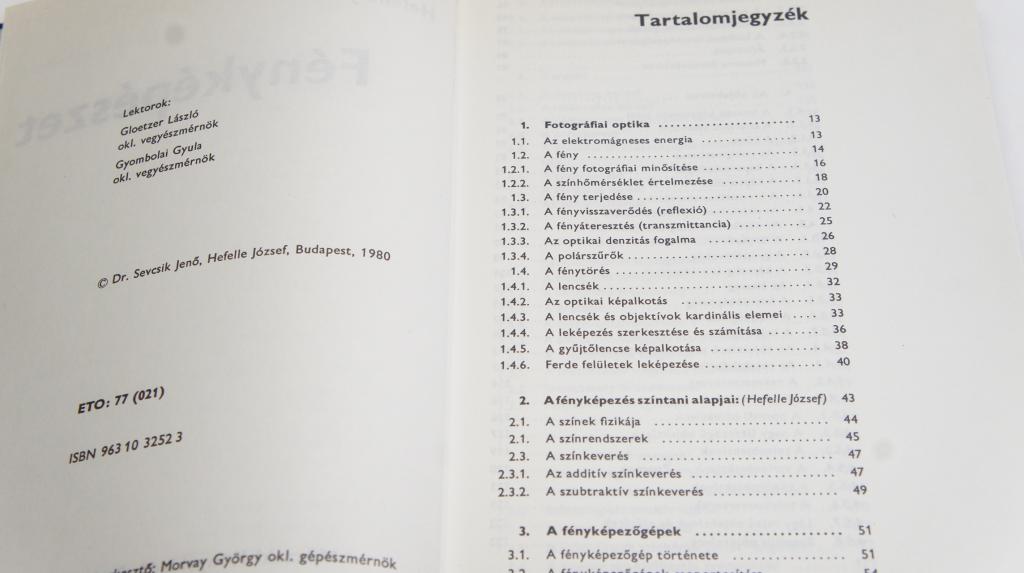 Lektorok:
Gloetzer László
okl. vegyészmérnök
Gyombolai Gyula
okl. vegyészmérnök
© Dr. Sevcsik Jenő, Hefelle József, Budapest, 1980
ETO: 77 (021)
ISBN 963 10 3252 3
Morvay György okl. gépészmérnök
Tartalomjegyzék
1. Fotográfiai optika ........................ 13
1.1. Az elektromágneses energia ................ 13
1.2. A fény .................................... 14
1.2.1. A fény fotográfiai minősítése ............. 16
1.2.2. A színhőmérséklet értelmezése ............. 18
1.3. A fény terjedése .......................... 20
1.3.1. A fényvisszaverődés (reflexió) ............ 22
1.3.2. A fényáteresztés (transzmittancia) ........ 25
1.3.3. Az optikai denzitás fogalma ............... 26
1.3.4. A polárszűrők ............................. 28
1.4. A fénytörés ............................... 29
1.4.1. A lencsék ................................. 32
1.4.2. Az optikai képalkotás ..................... 33
1.4.3. A lencsék és objektívok kardinális elemei .... 33
1.4.4. A leképezés szerkesztése és számítása ........ 36
1.4.5. A gyűjtőlencse képalkotása ................ 38
1.4.6. Ferde felületek leképezése ................ 40
2. A fényképezés színtani alapjai: (Hefelle József) 43
2.1. A színek fizikája ......................... 44
2.1. A színrendszerek .......................... 45
2.3. A színkeverés ............................. 47
2.3.1. Az additív színkeverés .................... 47
2.3.2. A szubtraktív színkeverés ................. 49
3. A fényképezőgépek ......................... 51
3.1. A fényképezőgép története ................. 51